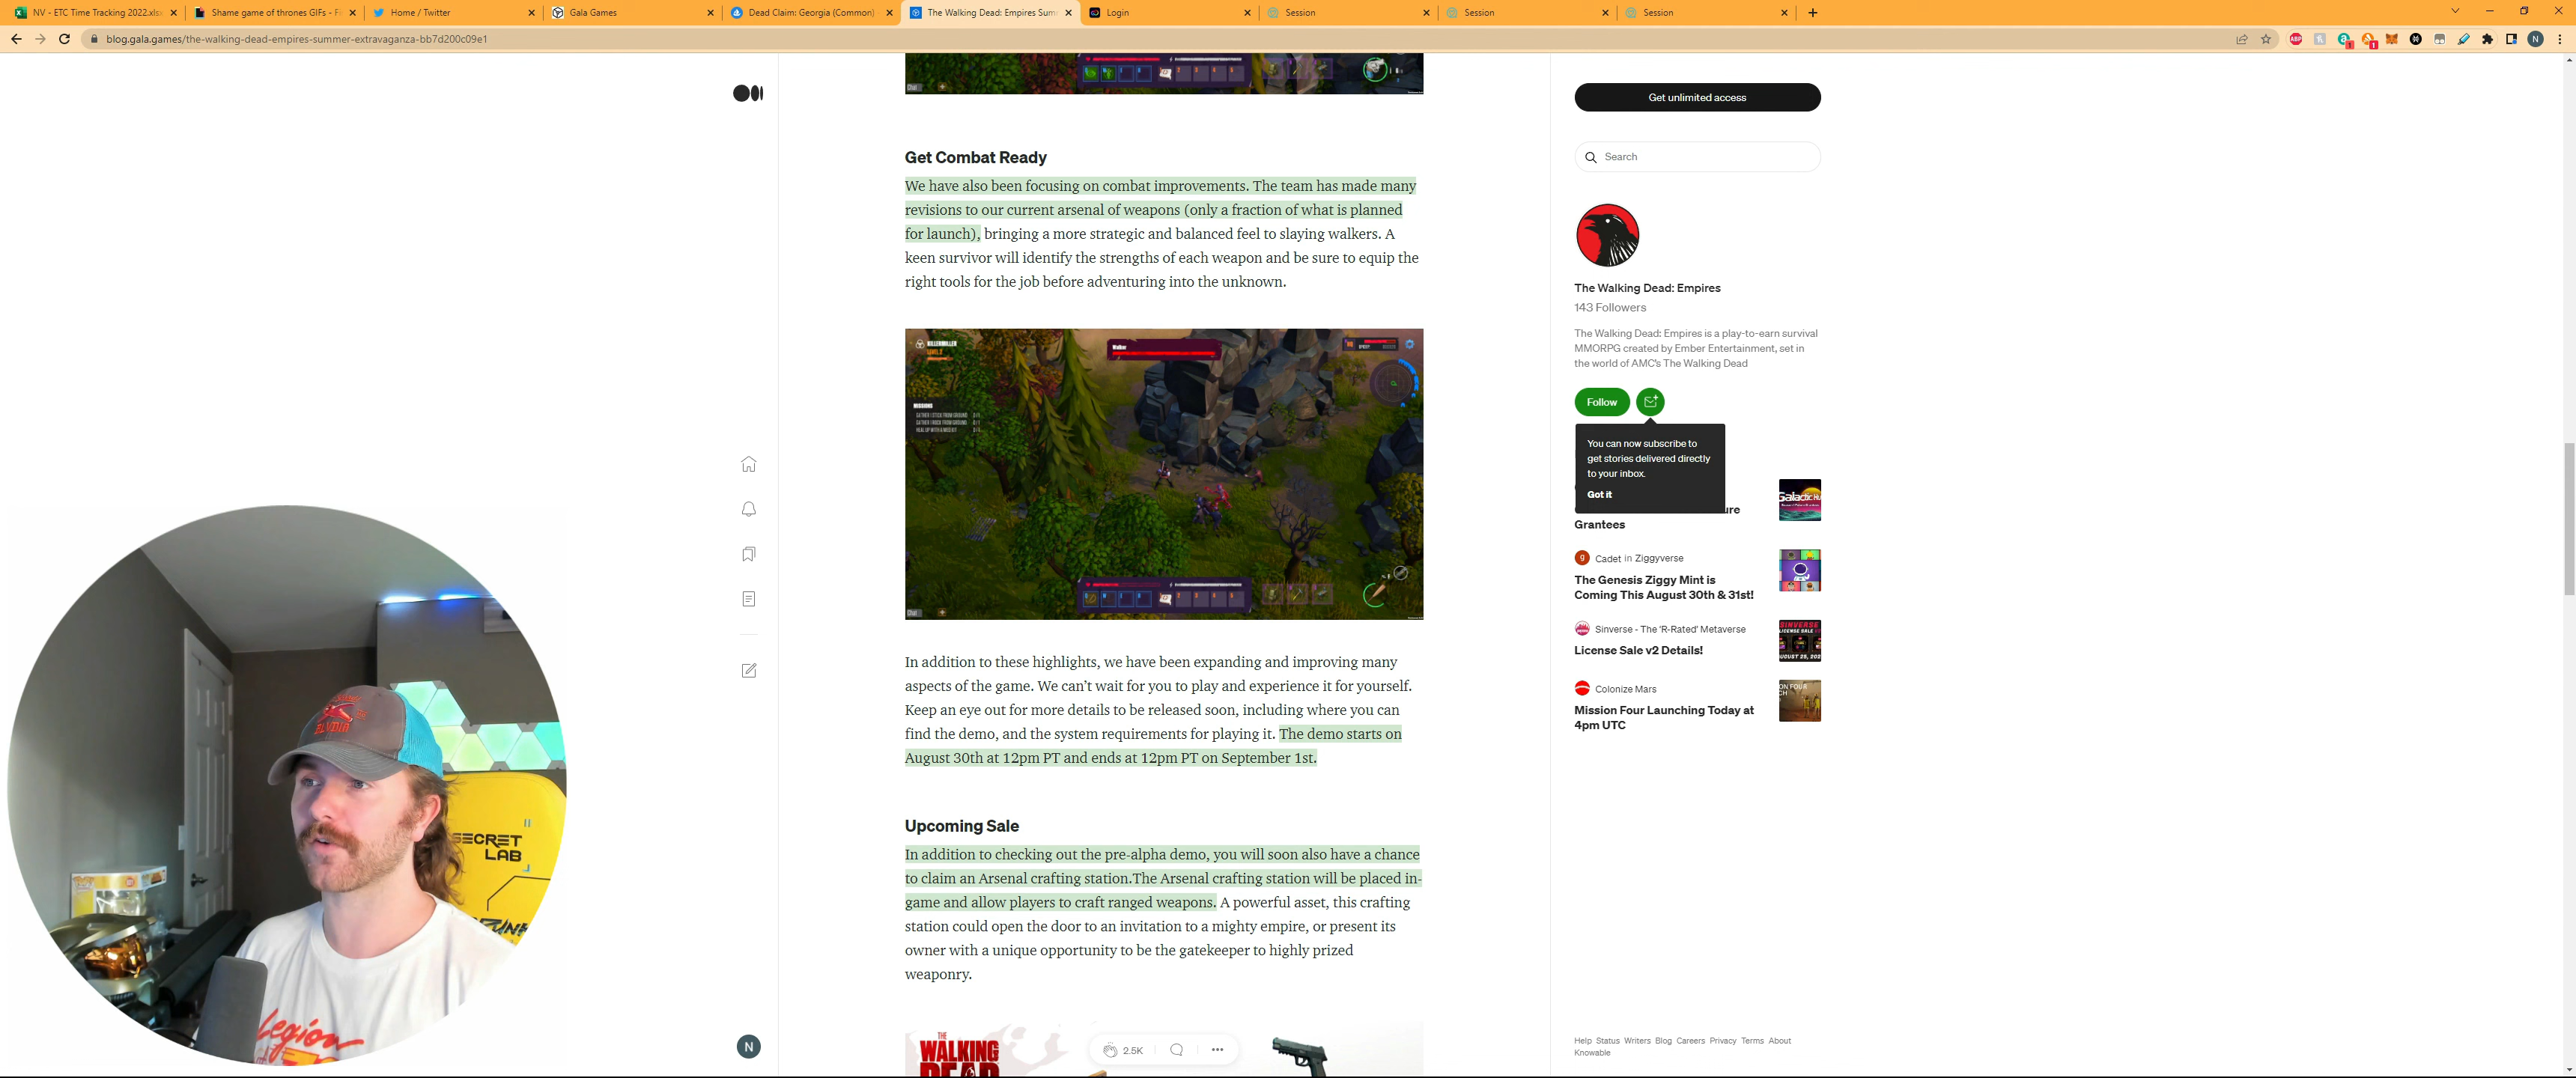 NV - ETC Time Tracking 2022.xlsx
Shame game of thrones GIFs - Fi
Home / Twitter
Gala Games
Dead Claim: Georgia (Common)
The Walking Dead: Empires Sum
Login
Session
Session
Session
blog.gala.games/the-walking-dead-empires-summer-extravaganza-bb7d200c09e1
Get Combat Ready
We have also been focusing on combat improvements. The team has made many
revisions to our current arsenal of weapons (only a fraction of what is planned
for launch), bringing a more strategic and balanced feel to slaying walkers. A
keen survivor will identify the strengths of each weapon and be sure to equip the
right tools for the job before adventuring into the unknown.
KILLERMILLER
LEVEL 2
Walker
MISSIONS
Chat
In addition to these highlights, we have been expanding and improving many
aspects of the game. We can't wait for you to play and experience it for yourself.
Keep an eye out for more details to be released soon, including where you can
find the demo, and the system requirements for playing it. The demo starts on
August 30th at 12pm PT and ends at 12pm PT on September 1st.
Upcoming Sale
In addition to checking out the pre-alpha demo, you will soon also have a chance
to claim an Arsenal crafting station.The Arsenal crafting station will be placed in-
game and allow players to craft ranged weapons. A powerful asset, this crafting
station could open the door to an invitation to a mighty empire, or present its
owner with a unique opportunity to be the gatekeeper to highly prized
weaponry.
THE
WALKING
DEAD
2.5K
Get unlimited access
Search
The Walking Dead: Empires
143 Followers
The Walking Dead: Empires is a play-to-earn survival
MMORPG created by Ember Entertainment, set in
the world of AMC's The Walking Dead
Follow
You can now subscribe to
get stories delivered directly
to your inbox.
Got it
ure
Grantees
Cadet in Ziggyverse
The Genesis Ziggy Mint is
Coming This August 30th & 31st!
Sinverse - The 'R-Rated' Metaverse
License Sale v2 Details!
Colonize Mars
Mission Four Launching Today at
4pm UTC
Help Status Writers Blog Careers Privacy Terms About
Knowable
SECRET
LAB
Legion
N